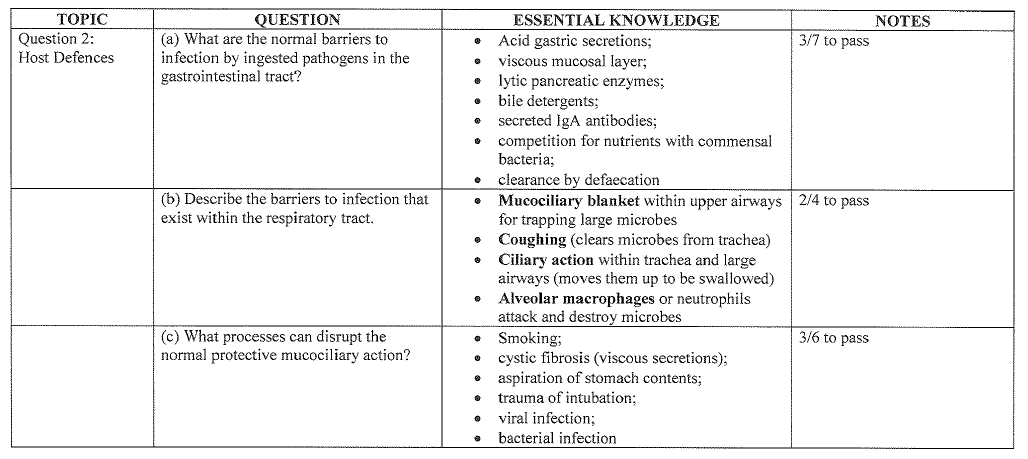 TOPIC QUESTION ESSENTIAL KNOWLEDGE NOTES
Question 2:
Host Defences
(a) What are the normal barriers to
infection by ingested pathogens in the
gastrointestinal tract?
• Acid gastric secretions;
• viscous mucosal layer;
• lytic pancreatic enzymes;
• bile detergents;
• secreted IgA antibodies;
• competition for nutrients with commensal
bacteria;
• clearance by defaecation
3/7 to pass
(b) Describe the barriers to infection that
exist within the respiratory tract.
• Mucociliary blanket within upper airways
for trapping large microbes
• Coughing (clears microbes from trachea)
• Ciliary action within trachea and large
airways (moves them up to be swallowed)
• Alveolar macrophages or neutrophils
attack and destroy microbes
2/4 to pass
(c) What processes can disrupt the
normal protective mucociliary action?
• Smoking;
• cystic fibrosis (viscous secretions);
• aspiration of stomach contents;
• trauma of intubation;
• viral infection;
• bacterial infection
3/6 to pass